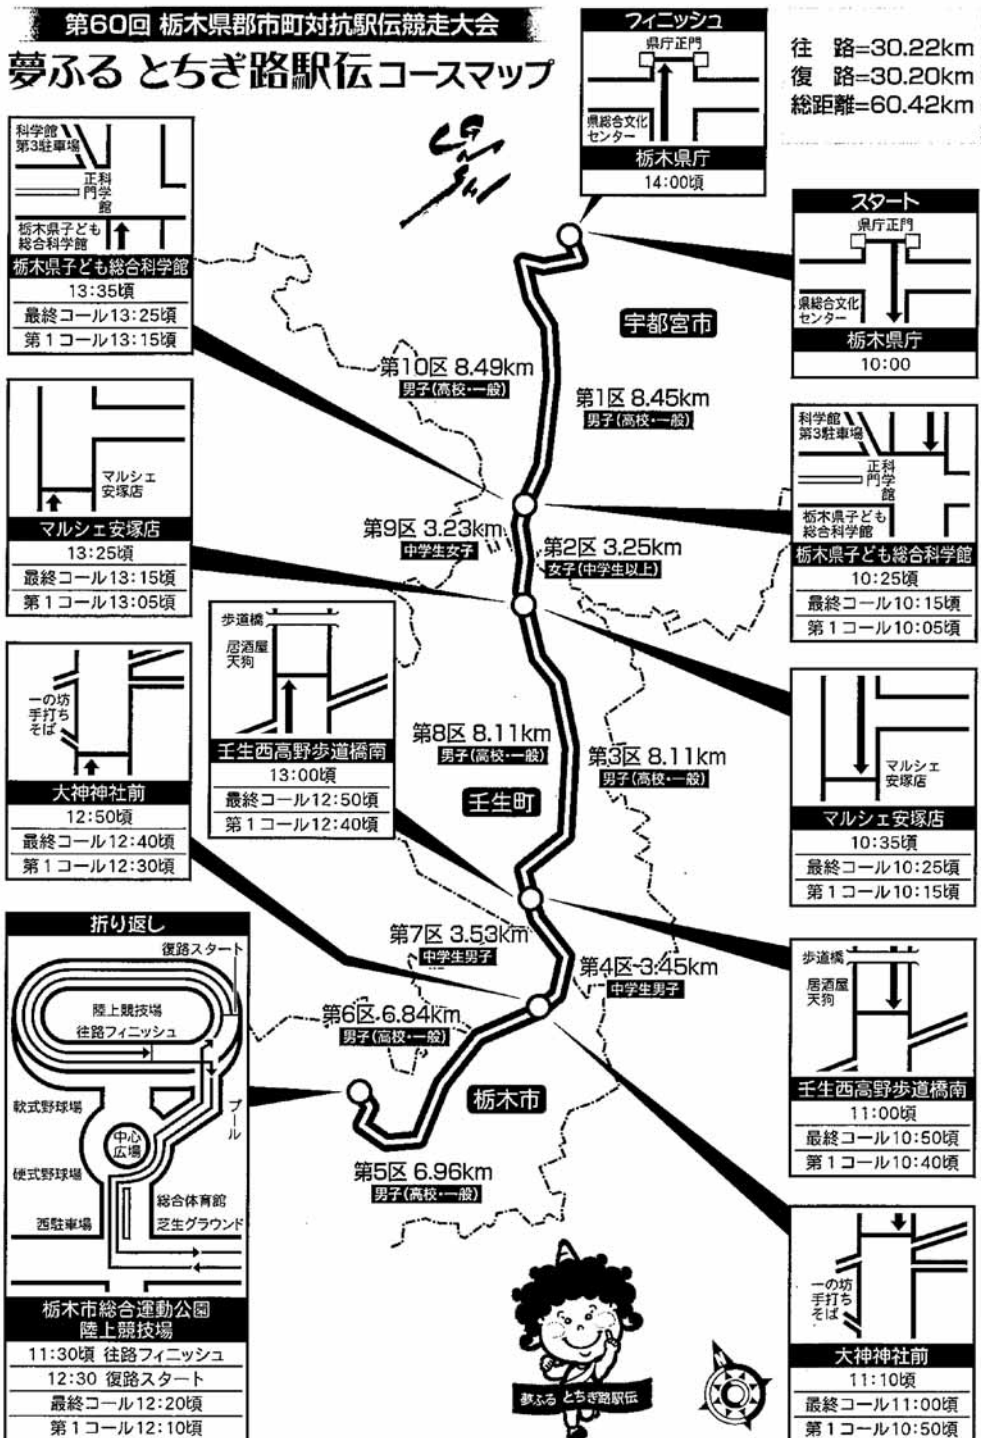 第60回 栃木県郡市町対抗駅伝競走大会
夢ふる とちぎ路駅伝コースマップ
往　路=30.22km
復　路=30.20km
総距離=60.42km
フィニッシュ
県庁正門
県総合文化
センター
栃木県庁
14:00頃
スタート
県庁正門
県総合文化
センター
栃木県庁
10:00
科学館
第3駐車場
科学館
正門
栃木県子ども
総合科学館
栃木県子ども総合科学館
13:35頃
最終コール13:25頃
第1コール13:15頃
宇都宮市
第10区 8.49km
男子(高校・一般)
第1区 8.45km
男子(高校・一般)
マルシェ
安塚店
マルシェ安塚店
13:25頃
最終コール13:15頃
第1コール13:05頃
科学館
第3駐車場
科学館
正門
栃木県子ども
総合科学館
栃木県子ども総合科学館
10:25頃
最終コール10:15頃
第1コール10:05頃
第9区 3.23km
中学生女子
第2区 3.25km
女子(中学生以上)
歩道橋
居酒屋
天狗
壬生西高野歩道橋南
13:00頃
最終コール12:50頃
第1コール12:40頃
一の坊
手打ち
そば
大神神社前
12:50頃
最終コール12:40頃
第1コール12:30頃
第8区 8.11km
男子(高校・一般)
第3区 8.11km
男子(高校・一般)
壬生町
マルシェ
安塚店
マルシェ安塚店
10:35頃
最終コール10:25頃
第1コール10:15頃
第7区 3.53km
中学生男子
第4区 3.45km
中学生男子
第6区 6.84km
男子(高校・一般)
栃木市
第5区 6.96km
男子(高校・一般)
歩道橋
居酒屋
天狗
壬生西高野歩道橋南
11:00頃
最終コール10:50頃
第1コール10:40頃
折り返し
復路スタート
陸上競技場
往路フィニッシュ
軟式野球場
プール
中心
広場
硬式野球場
総合体育館
西駐車場
芝生グラウンド
栃木市総合運動公園
陸上競技場
11:30頃 往路フィニッシュ
12:30 復路スタート
最終コール12:20頃
第1コール12:10頃
夢ふる とちぎ路駅伝
一の坊
手打ち
そば
大神神社前
11:10頃
最終コール11:00頃
第1コール10:50頃